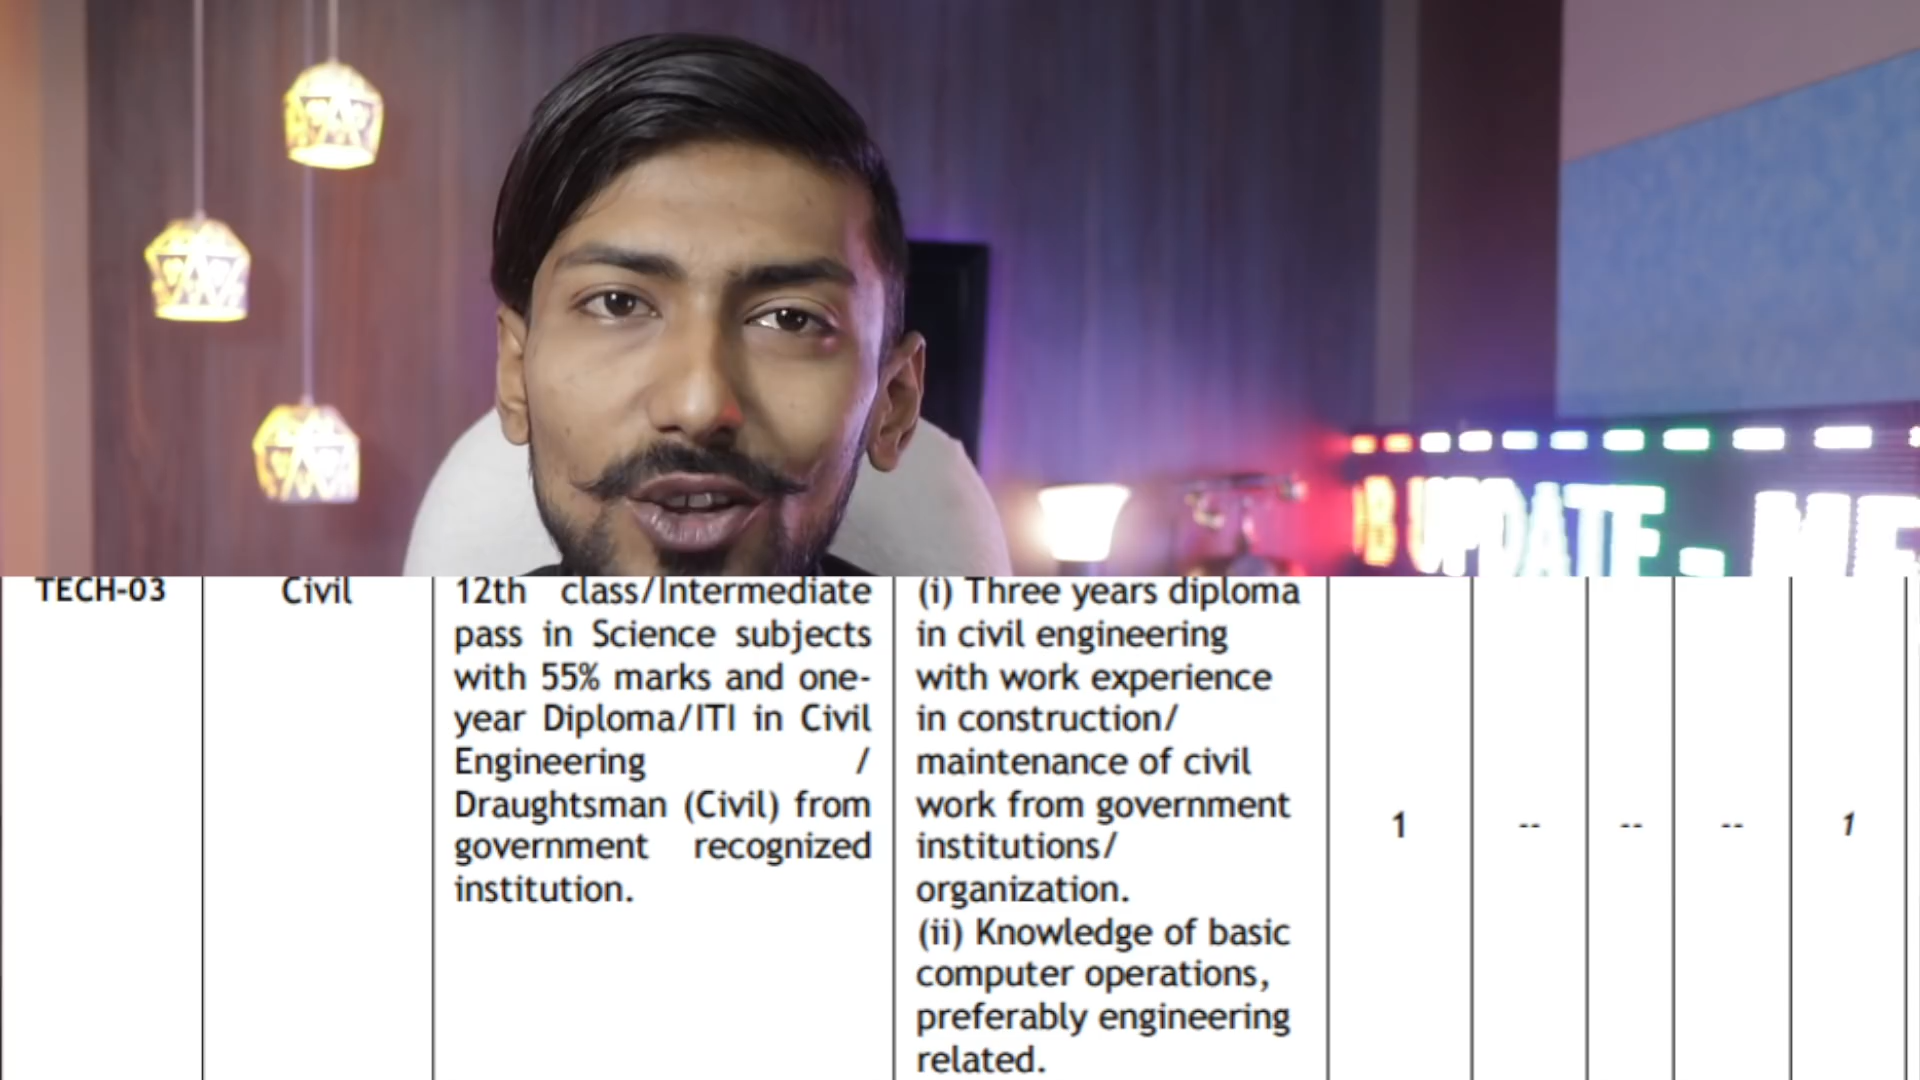 UPDATE -
TECH-03
Civil
12th class/Intermediate
pass in Science subjects
with 55% marks and one-
year Diploma/ITI in Civil
Engineering /
Draughtsman (Civil) from
government recognized
institution.
(i) Three years diploma
in civil engineering
with work experience
in construction/
maintenance of civil
work from government
institutions/
organization.
(ii) Knowledge of basic
computer operations,
preferably engineering
related.
1
--
--
--
1